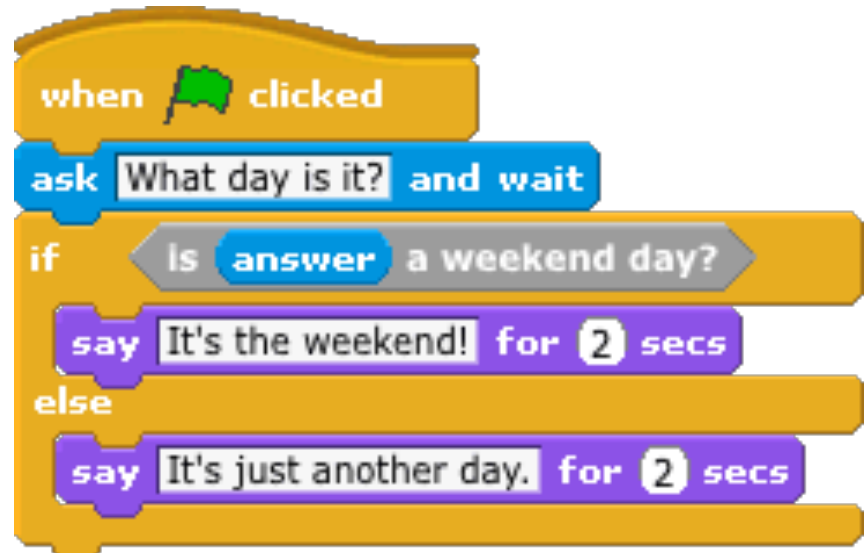 when clicked
ask What day is it? and wait
if is answer a weekend day?
say It's the weekend! for 2 secs
else
say It's just another day. for 2 secs